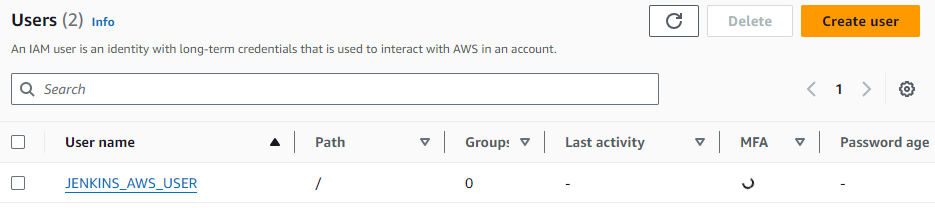 Users (2) Info
Delete
Create user
An IAM user is an identity with long-term credentials that is used to interact with AWS in an account.
Search
1
User name Path Groups Last activity MFA Password age
JENKINS_AWS_USER / 0 - -